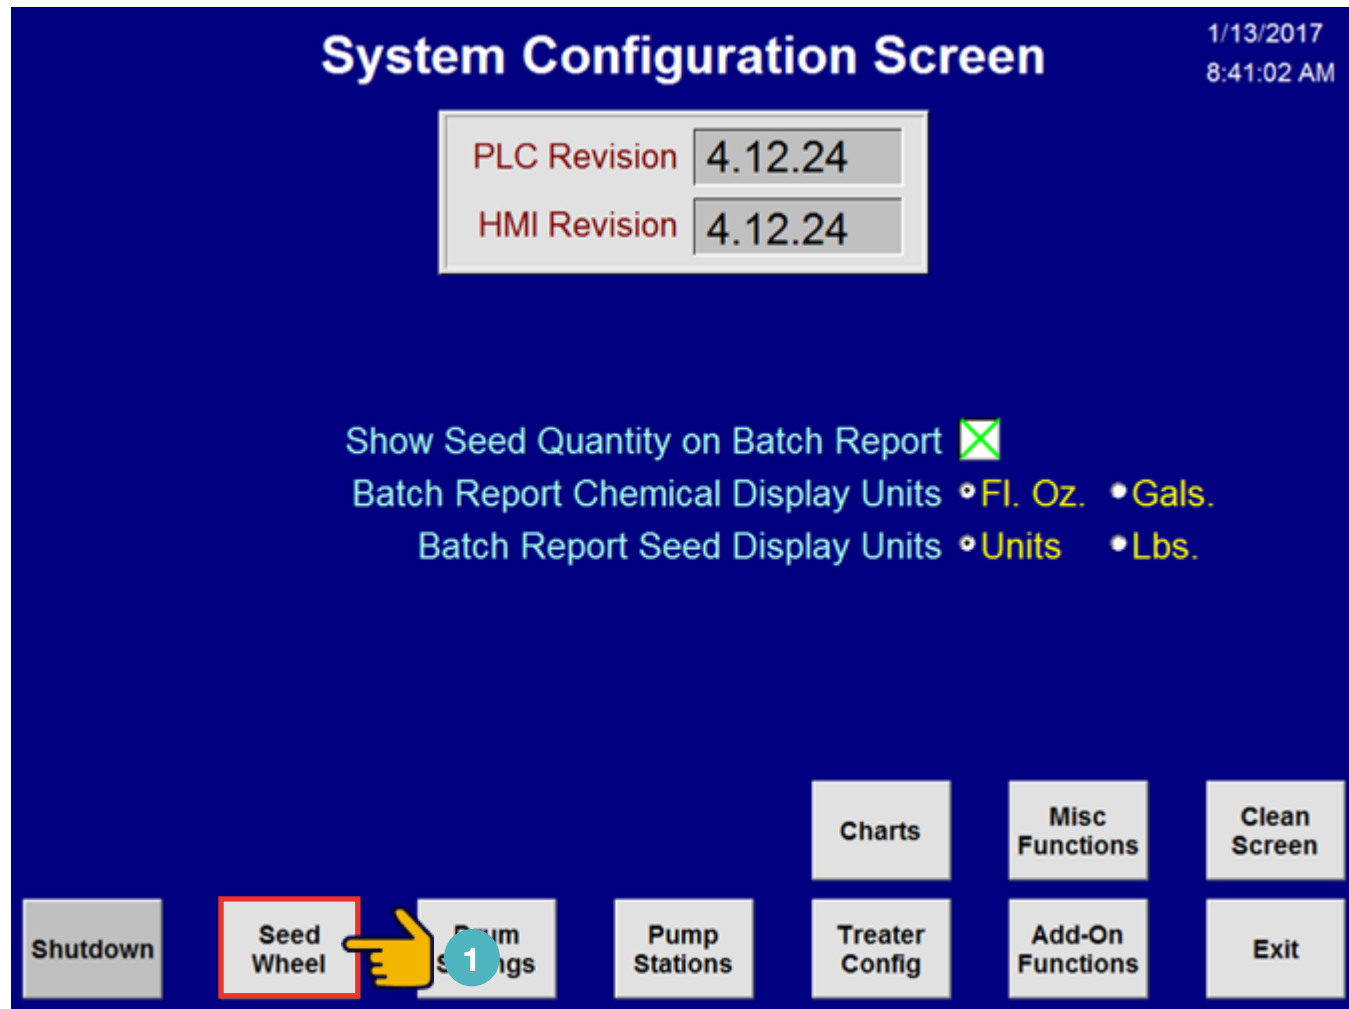 System Configuration Screen
1/13/2017
8:41:02 AM
PLC Revision 4.12.24
HMI Revision 4.12.24
Show Seed Quantity on Batch Report
Batch Report Chemical Display Units Fl. Oz. Gals.
Batch Report Seed Display Units Units Lbs.
Charts
Misc
Functions
Clean
Screen
Shutdown
Seed
Wheel
1
Pump
Stations
Treater
Config
Add-On
Functions
Exit